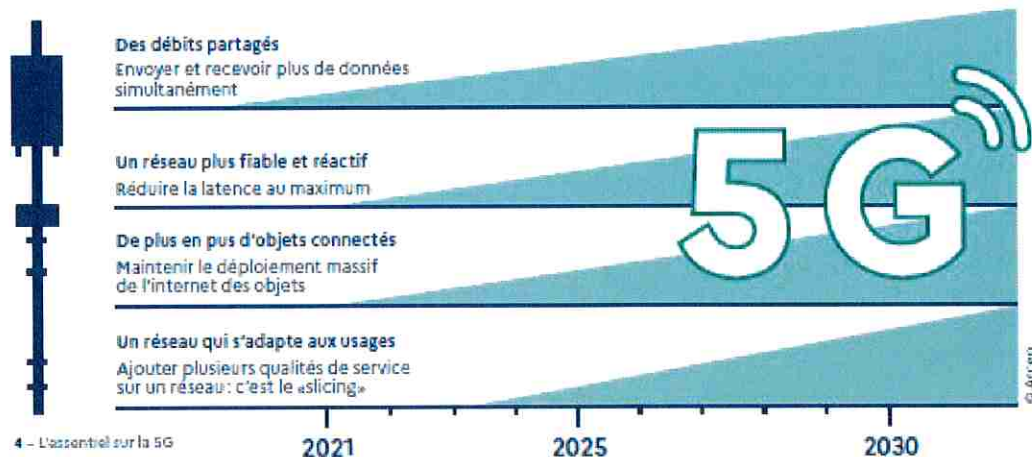 Des débits partagés
Envoyer et recevoir plus de données
simultanément
Un réseau plus fiable et réactif
Réduire la latence au maximum
De plus en pus d'objets connectés
Maintenir le déploiement massif
de l'internet des objets
Un réseau qui s'adapte aux usages
Ajouter plusieurs qualités de service
sur un réseau : c'est le «slicing»
5G
© Arcep
2021
2025
2030
4 – L'essentiel sur la 5G